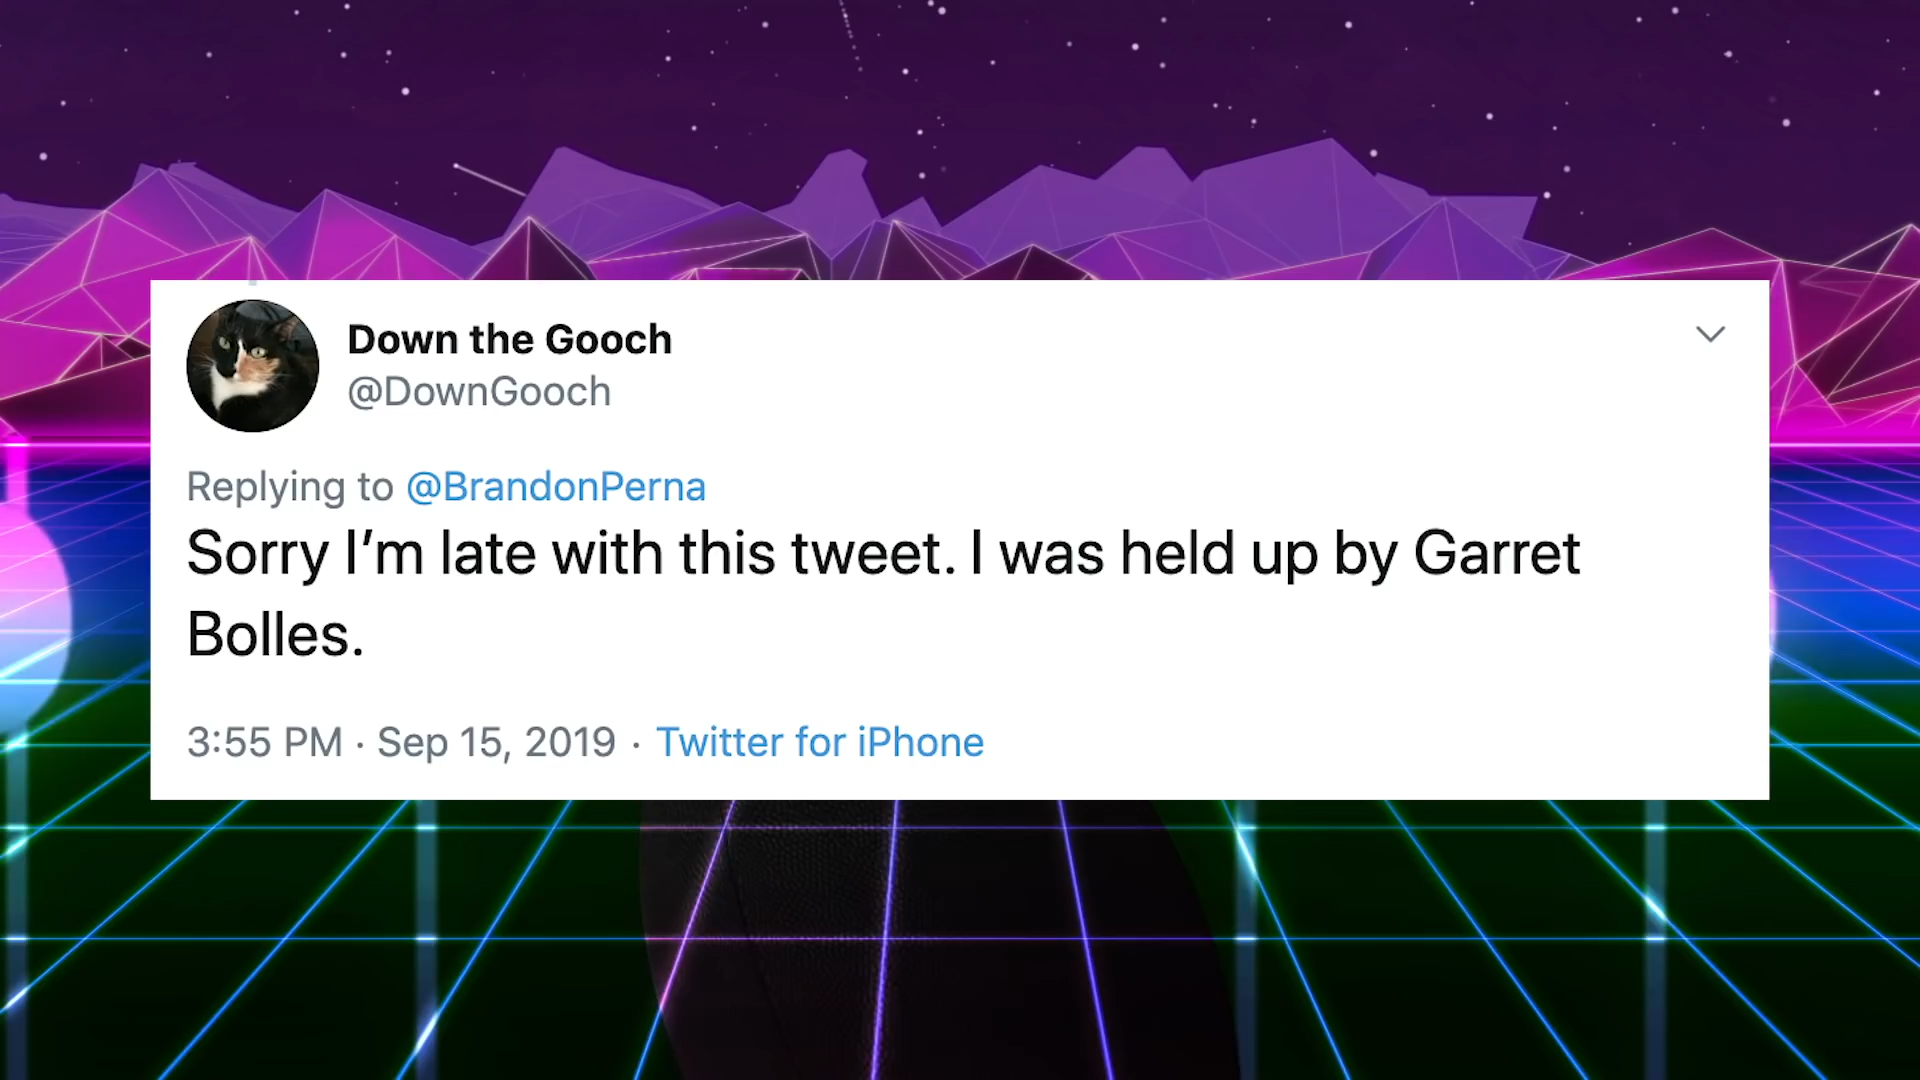 Down the Gooch
@DownGooch
Replying to @BrandonPerna
Sorry I’m late with this tweet. I was held up by Garret
Bolles.
3:55 PM · Sep 15, 2019 · Twitter for iPhone